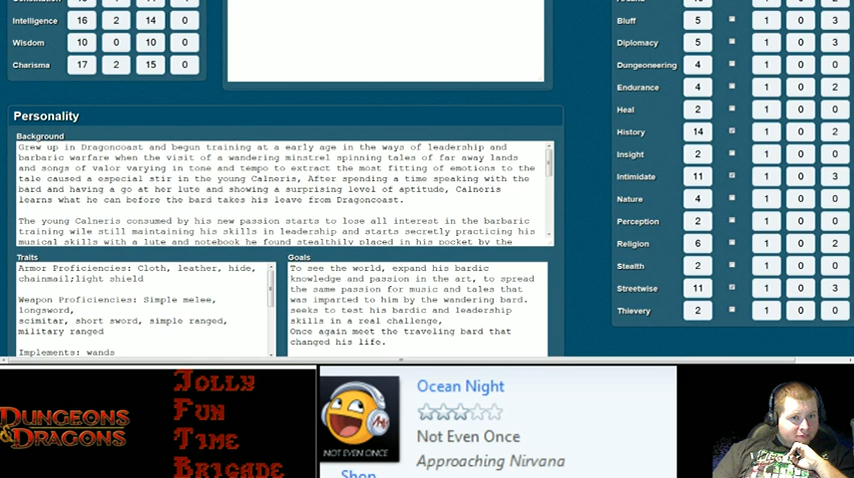 Intelligence 16 2 14 0
Wisdom 10 0 10 0
Charisma 17 2 15 0
Personality
Background
Grew up in Dragoncoast and begun training at a early age in the ways of leadership and
barbaric warfare when the visit of a wandering minstrel spinning tales of far away lands
and songs of valor varying in tone and tempo to extract the most fitting of emotions to the
tale caused a especial stir in the young Calneris, After spending a time speaking with the
bard and having a go at her lute and showing a surprising level of aptitude, Calneris
learns what he can before the bard takes his leave from Dragoncoast.
The young Calneris consumed by his new passion starts to lose all interest in the barbaric
training wile still maintaining his skills in leadership and starts secretly practicing his
musical skills with a lute and notebook he found stealthily placed in his pocket by the
Traits
Armor Proficiencies: Cloth, leather, hide,
chainmail;light shield
Weapon Proficiencies: Simple melee,
longsword,
scimitar, short sword, simple ranged,
military ranged
Implements: wands
Goals
To see the world, expand his bardic
knowledge and passion in the art, to spread
the same passion for music and tales that
was imparted to him by the wandering bard.
seeks to test his bardic and leadership
skills in a real challenge,
Once again meet the traveling bard that
changed his life.
Bluff 5 1 0 3
Diplomacy 5 1 0 3
Dungeoneering 4 1 0 0
Endurance 4 1 0 2
Heal 2 1 0 0
History 14 1 0 2
Insight 2 1 0 0
Intimidate 11 1 0 3
Nature 4 1 0 0
Perception 2 1 0 0
Religion 6 1 0 2
Stealth 2 1 0 0
Streetwise 11 1 0 3
Thievery 2 1 0 0
DUNGEONS
& DRAGONS
Jolly
Fun
Time
Brigade
NOT EVEN ONCE
Shop
Ocean Night
Not Even Once
Approaching Nirvana